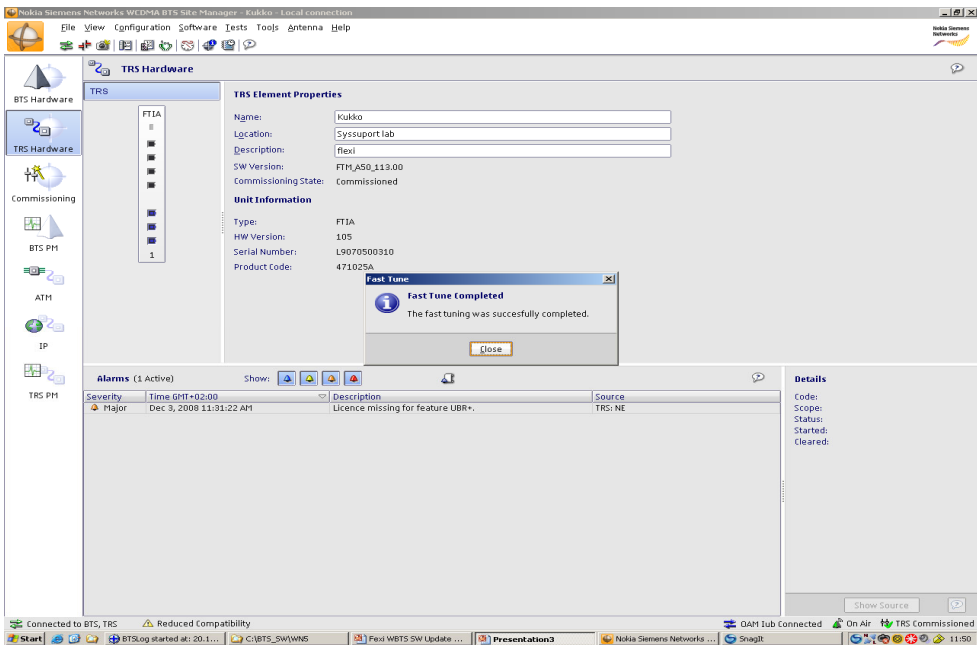 Nokia Siemens Networks WCDMA BTS Site Manager - Kukko - Local connection
File View Configuration Software Tests Tools Antenna Help
Nokia Siemens
Networks
BTS Hardware
TRS Hardware
Commissioning
BTS PM
ATM
IP
TRS PM
TRS Hardware
TRS
FTIA
1
TRS Element Properties
Name: Kukko
Location: Syssuport lab
Description: flexi
SW Version: FTM_A50_113.00
Commissioning State: Commissioned
Unit Information
Type: FTIA
HW Version: 105
Serial Number: L9070500310
Product Code: 471025A
Fast Tune
Fast Tune Completed
The fast tuning was succesfully completed.
Close
Alarms (1 Active) Show:
Severity Time GMT+02:00 Description Source
Major Dec 3, 2008 11:31:22 AM Licence missing for feature UBR+. TRS: NE
Details
Code:
Scope:
Status:
Started:
Cleared:
Show Source
Connected to BTS, TRS Reduced Compatibility OAM Iub Connected On Air TRS Commissioned
Start BTSLog started at: 20.1... C:\BTS_SW\WN5 Fexi WBTS SW Update ... Presentation3 Nokia Siemens Networks ... SnagIt 11:50